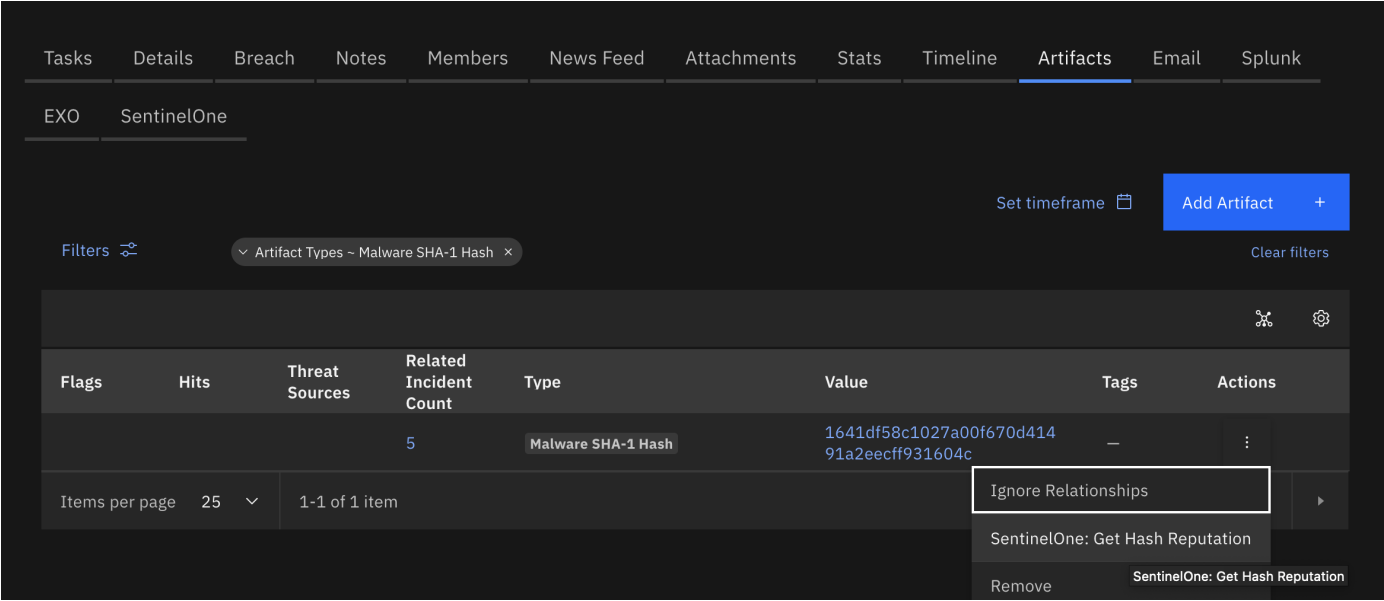 Tasks Details Breach Notes Members News Feed Attachments Stats Timeline Artifacts Email Splunk
EXO SentinelOne
Set timeframe Add Artifact +
Filters Artifact Types ~ Malware SHA-1 Hash × Clear filters
Flags Hits Threat Sources Related Incident Count Type Value Tags Actions
5 Malware SHA-1 Hash 1641df58c1027a00f670d414 —
91a2eecff931604c
Ignore Relationships
Items per page 25 1-1 of 1 item
SentinelOne: Get Hash Reputation
SentinelOne: Get Hash Reputation
Remove